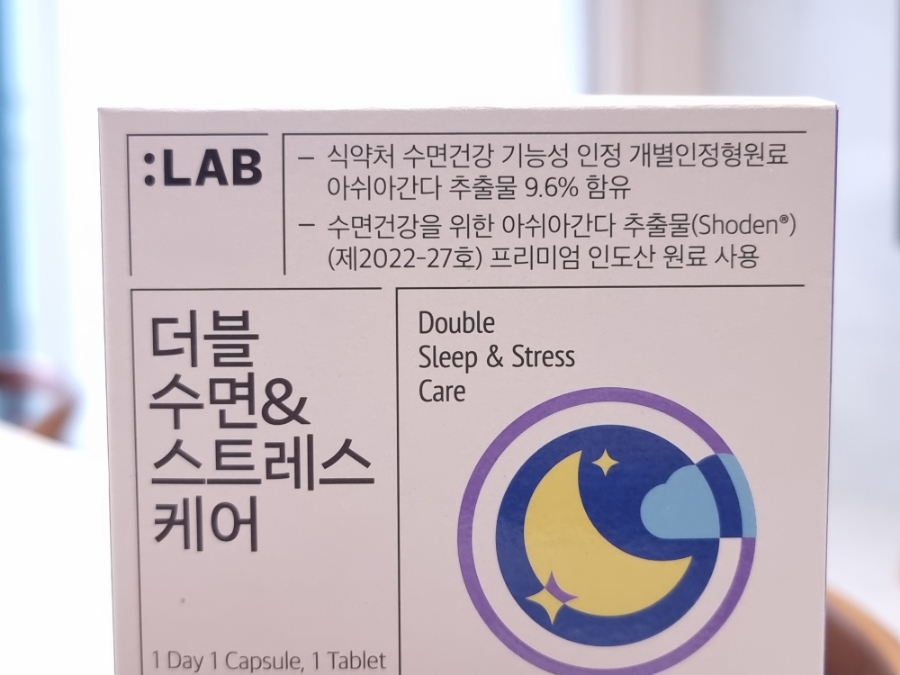 :LAB
– 식약처 수면건강 기능성 인정 개별인정형원료
아쉬아간다 추출물 9.6% 함유
– 수면건강을 위한 아쉬아간다 추출물(Shoden®)
(제2022-27호) 프리미엄 인도산 원료 사용
더블
수면&
스트레스
케어
Double
Sleep & Stress
Care
1 Day 1 Capsule, 1 Tablet